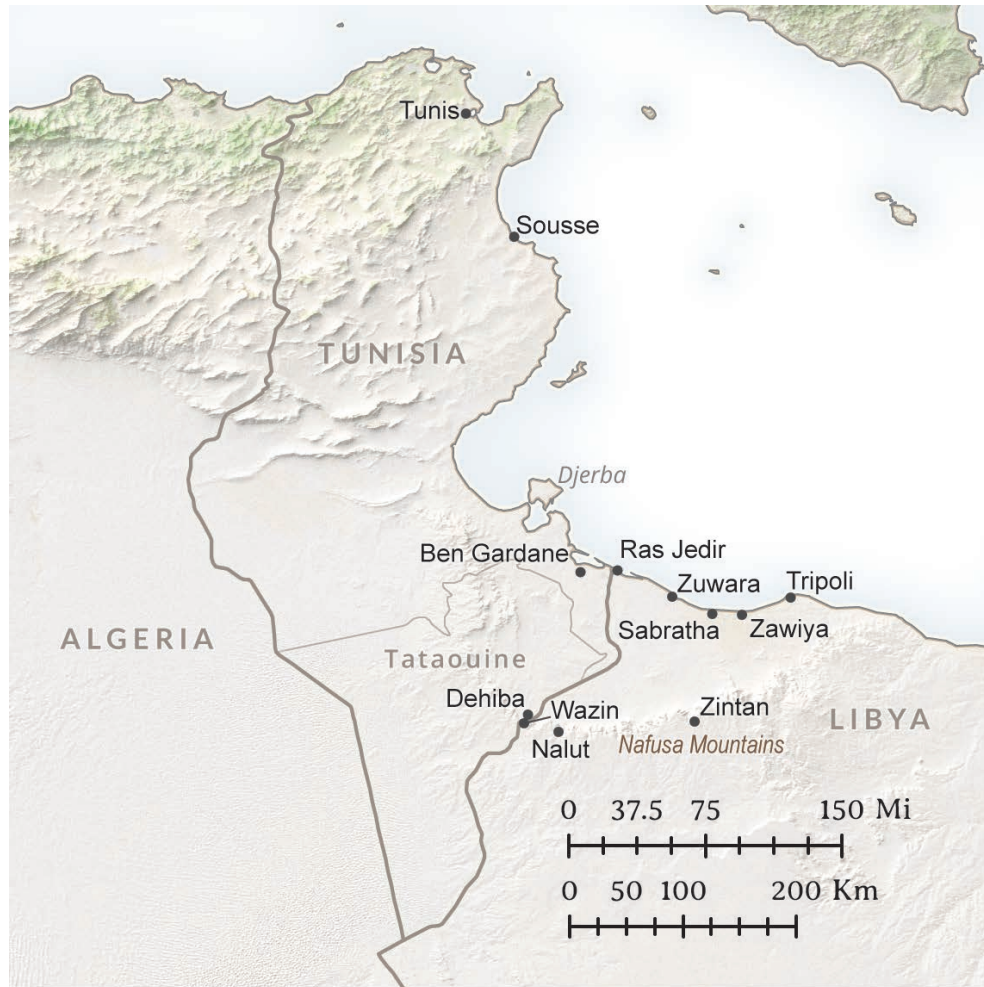 Tunis
Sousse
TUNISIA
Djerba
Ben Gardane
Ras Jedir
Zuwara
Tripoli
Sabratha
Zawiya
ALGERIA
Tataouine
Dehiba
Wazin
Zintan
LIBYA
Nalut
Nafusa Mountains
0 37.5 75 150 Mi
0 50 100 200 Km